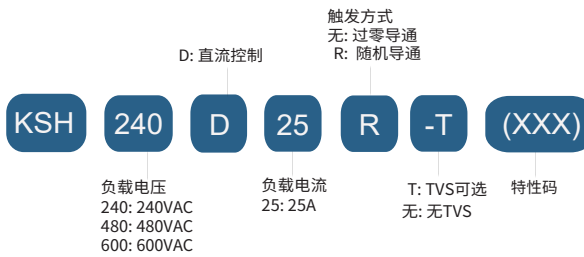 触发方式
无: 过零导通
R: 随机导通
D: 直流控制
KSH 240 D 25 R -T (XXX)
负载电压
240: 240VAC
480: 480VAC
600: 600VAC
负载电流
25: 25A
T: TVS可选
无: 无TVS
特性码